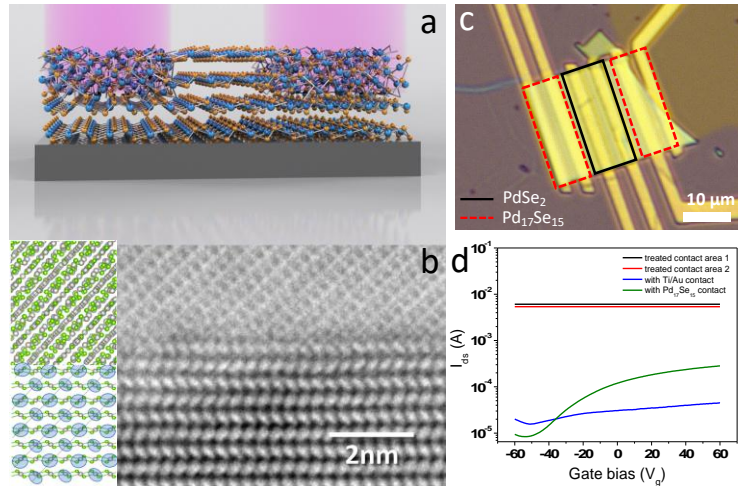 a
c
PdSe₂
Pd₁₇Se₁₅
10 µm
b
2nm
d
treated contact area 1
treated contact area 2
with Ti/Au contact
with Pd₁₇Se₁₅ contact
I_ds (A)
10⁻¹
10⁻²
10⁻³
10⁻⁴
10⁻⁵
-60 -40 -20 0 20 40 60
Gate bias (V_g)